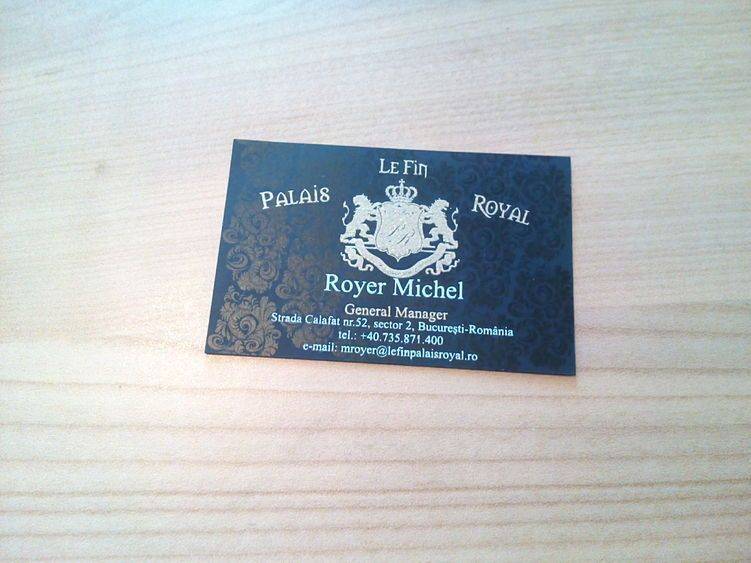 Le Fin
Palais Royal
Royer Michel
General Manager
Strada Calafat nr.52, sector 2, Bucureşti-România
tel.: +40.735.871.400
e-mail: mroyer@lefinpalaisroyal.ro